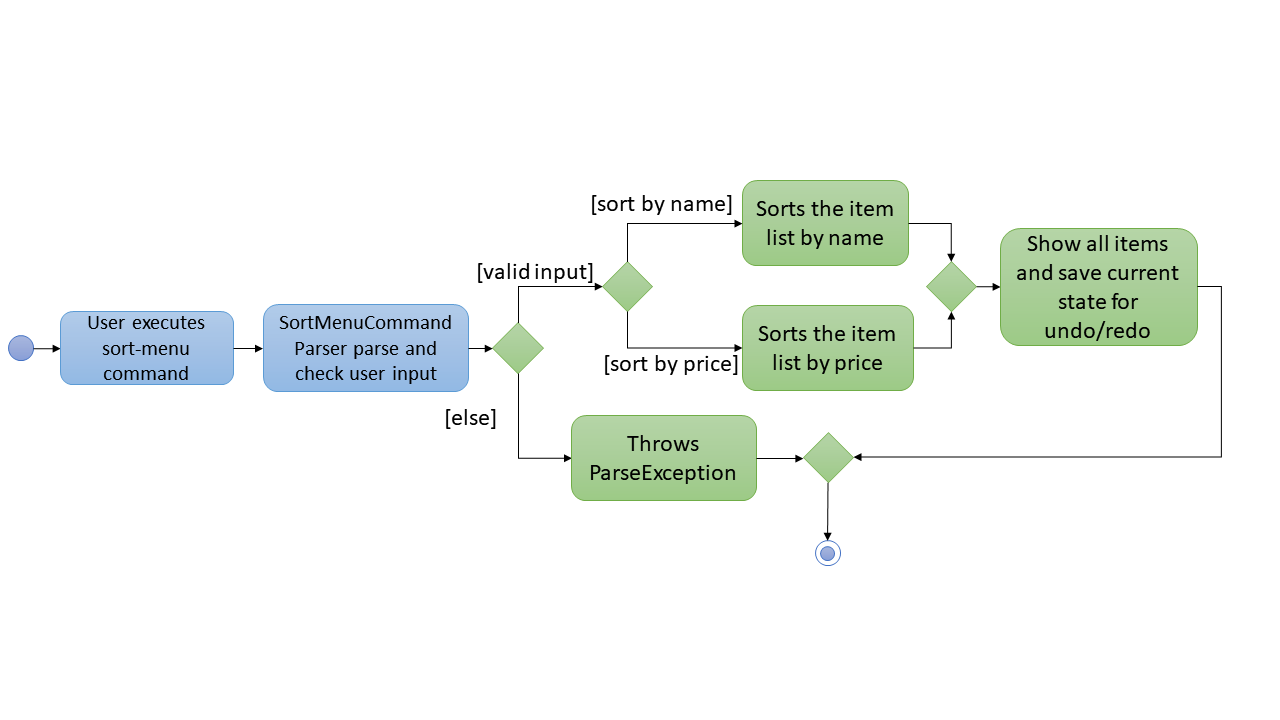 User executes
sort-menu
command
SortMenuCommand
Parser parse and
check user input
[valid input]
[else]
[sort by name]
[sort by price]
Sorts the item
list by name
Sorts the item
list by price
Show all items
and save current
state for
undo/redo
Throws
ParseException